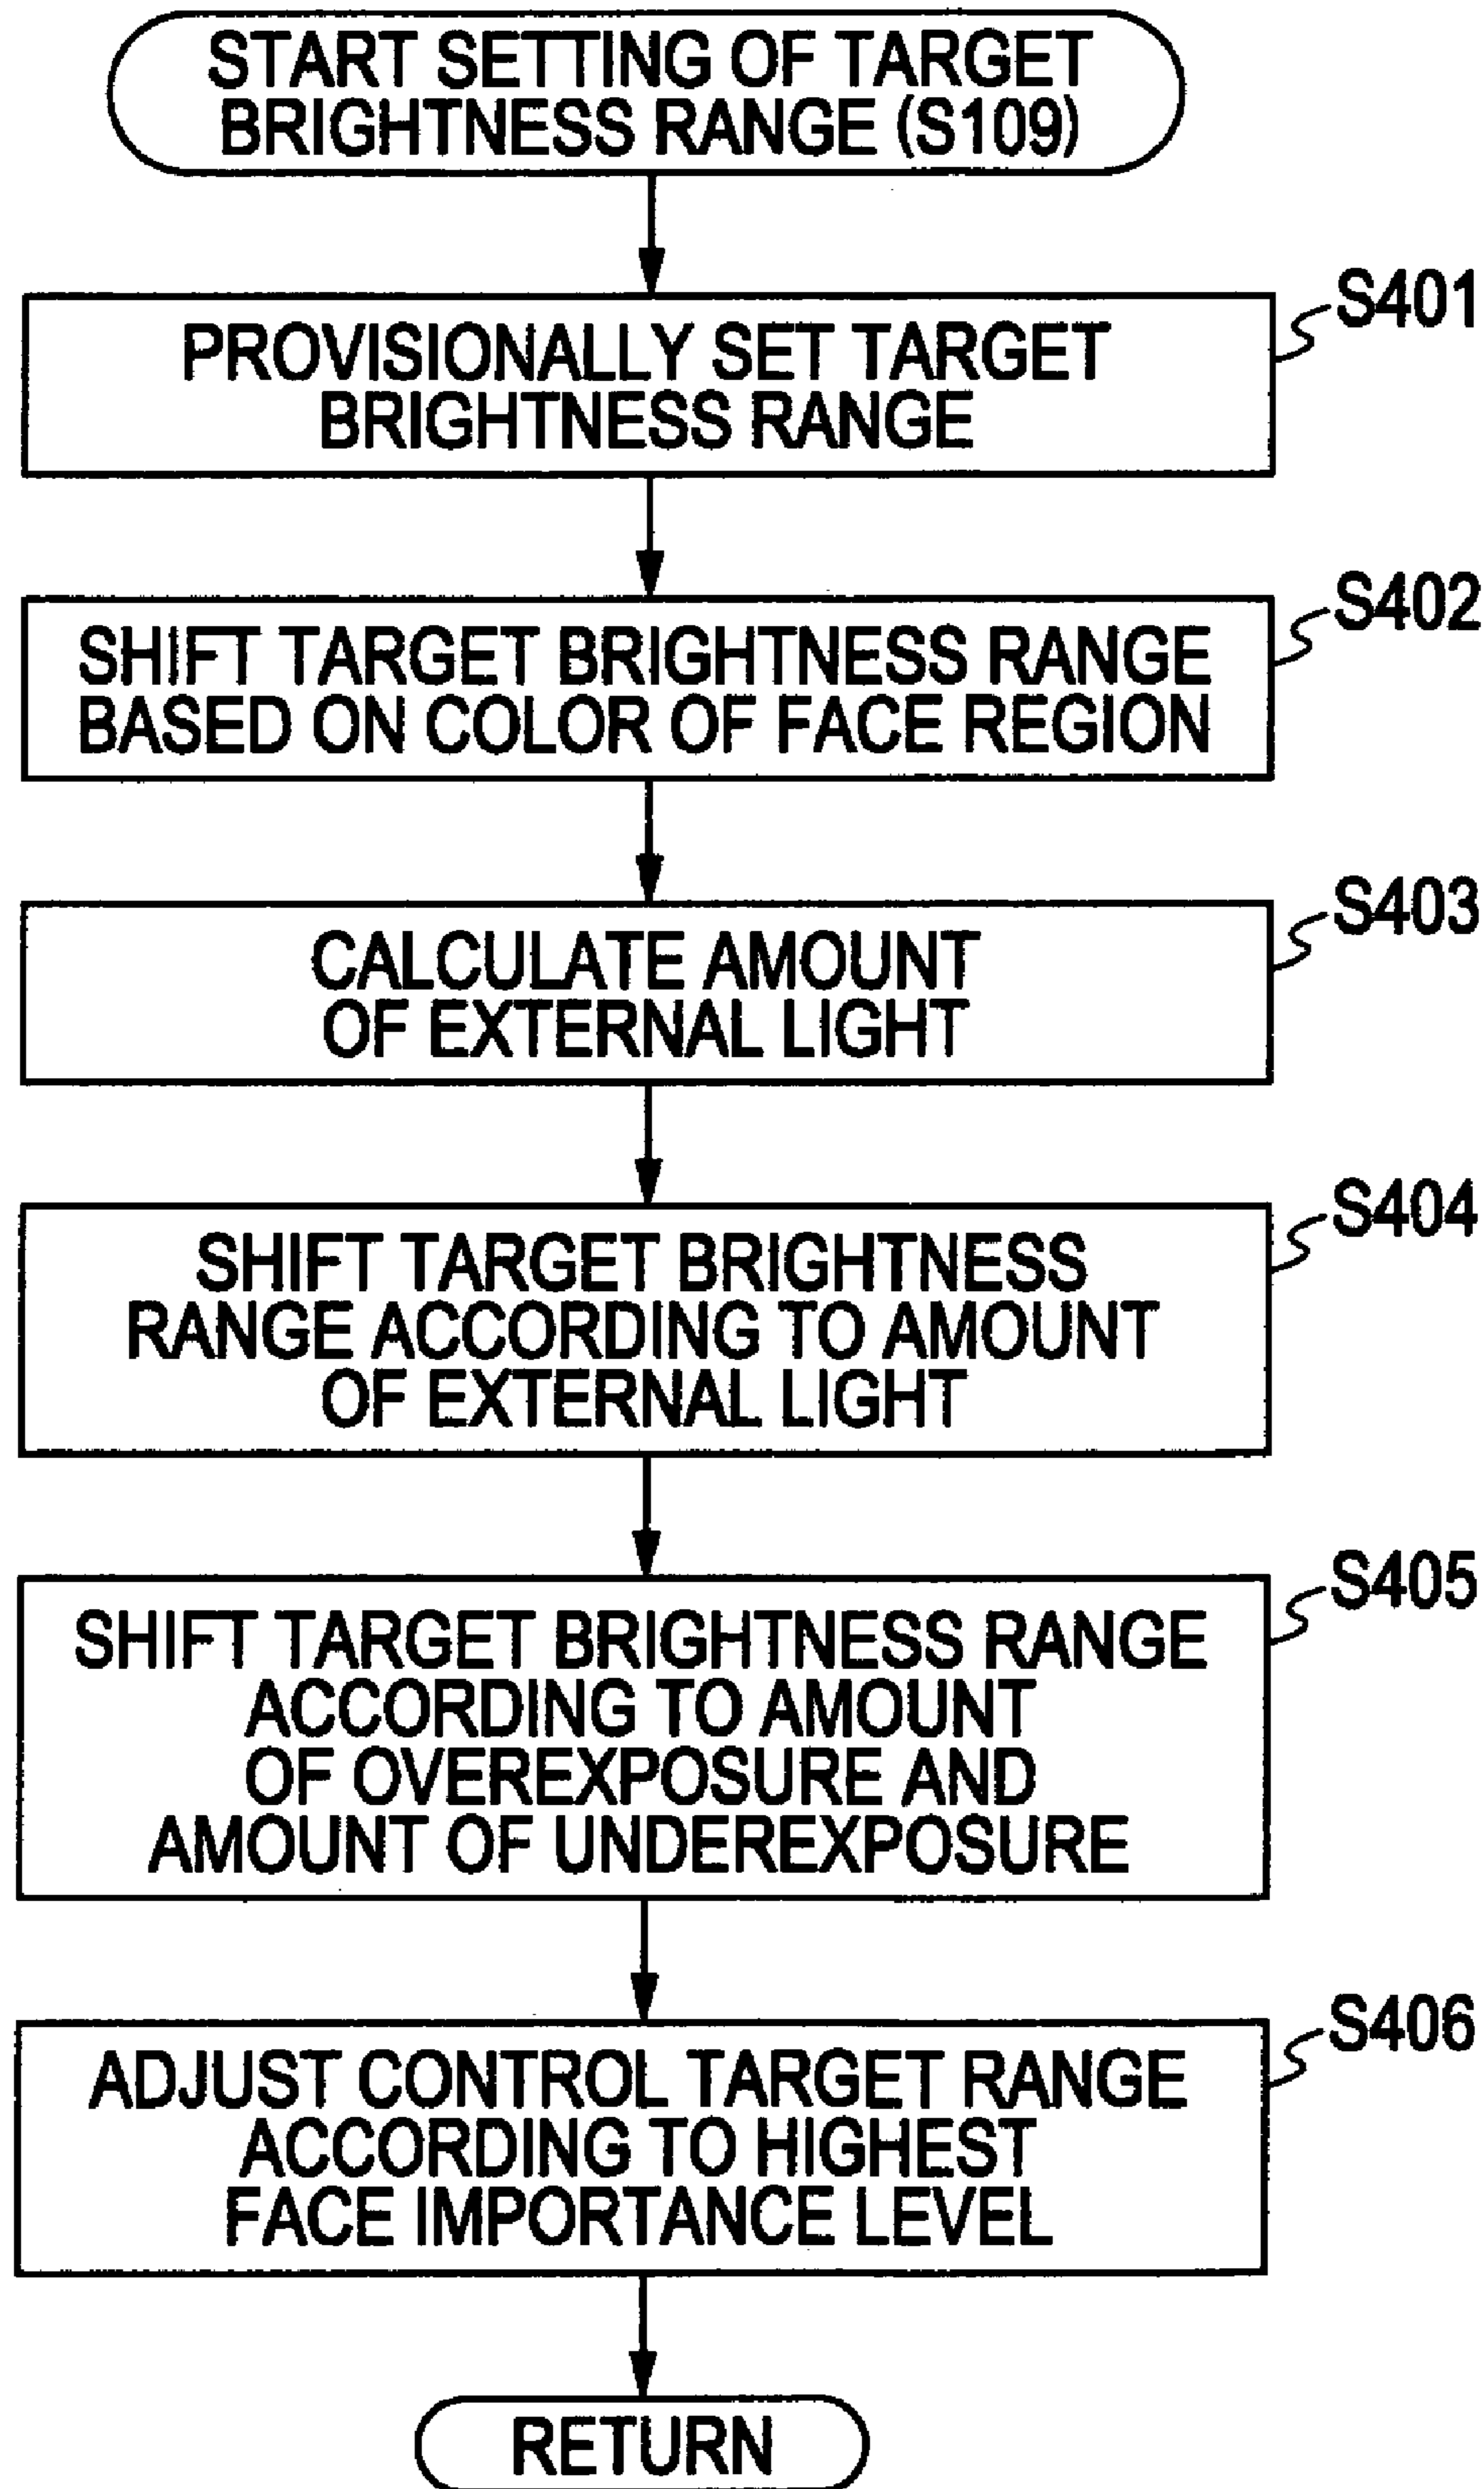 START SETTING OF TARGET
BRIGHTNESS RANGE (S109)
S401
PROVISIONALLY SET TARGET
BRIGHTNESS RANGE
S402
SHIFT TARGET BRIGHTNESS RANGE
BASED ON COLOR OF FACE REGION
S403
CALCULATE AMOUNT
OF EXTERNAL LIGHT
S404
SHIFT TARGET BRIGHTNESS
RANGE ACCORDING TO AMOUNT
OF EXTERNAL LIGHT
S405
SHIFT TARGET BRIGHTNESS RANGE
ACCORDING TO AMOUNT
OF OVEREXPOSURE AND
AMOUNT OF UNDEREXPOSURE
S406
ADJUST CONTROL TARGET RANGE
ACCORDING TO HIGHEST
FACE IMPORTANCE LEVEL
RETURN